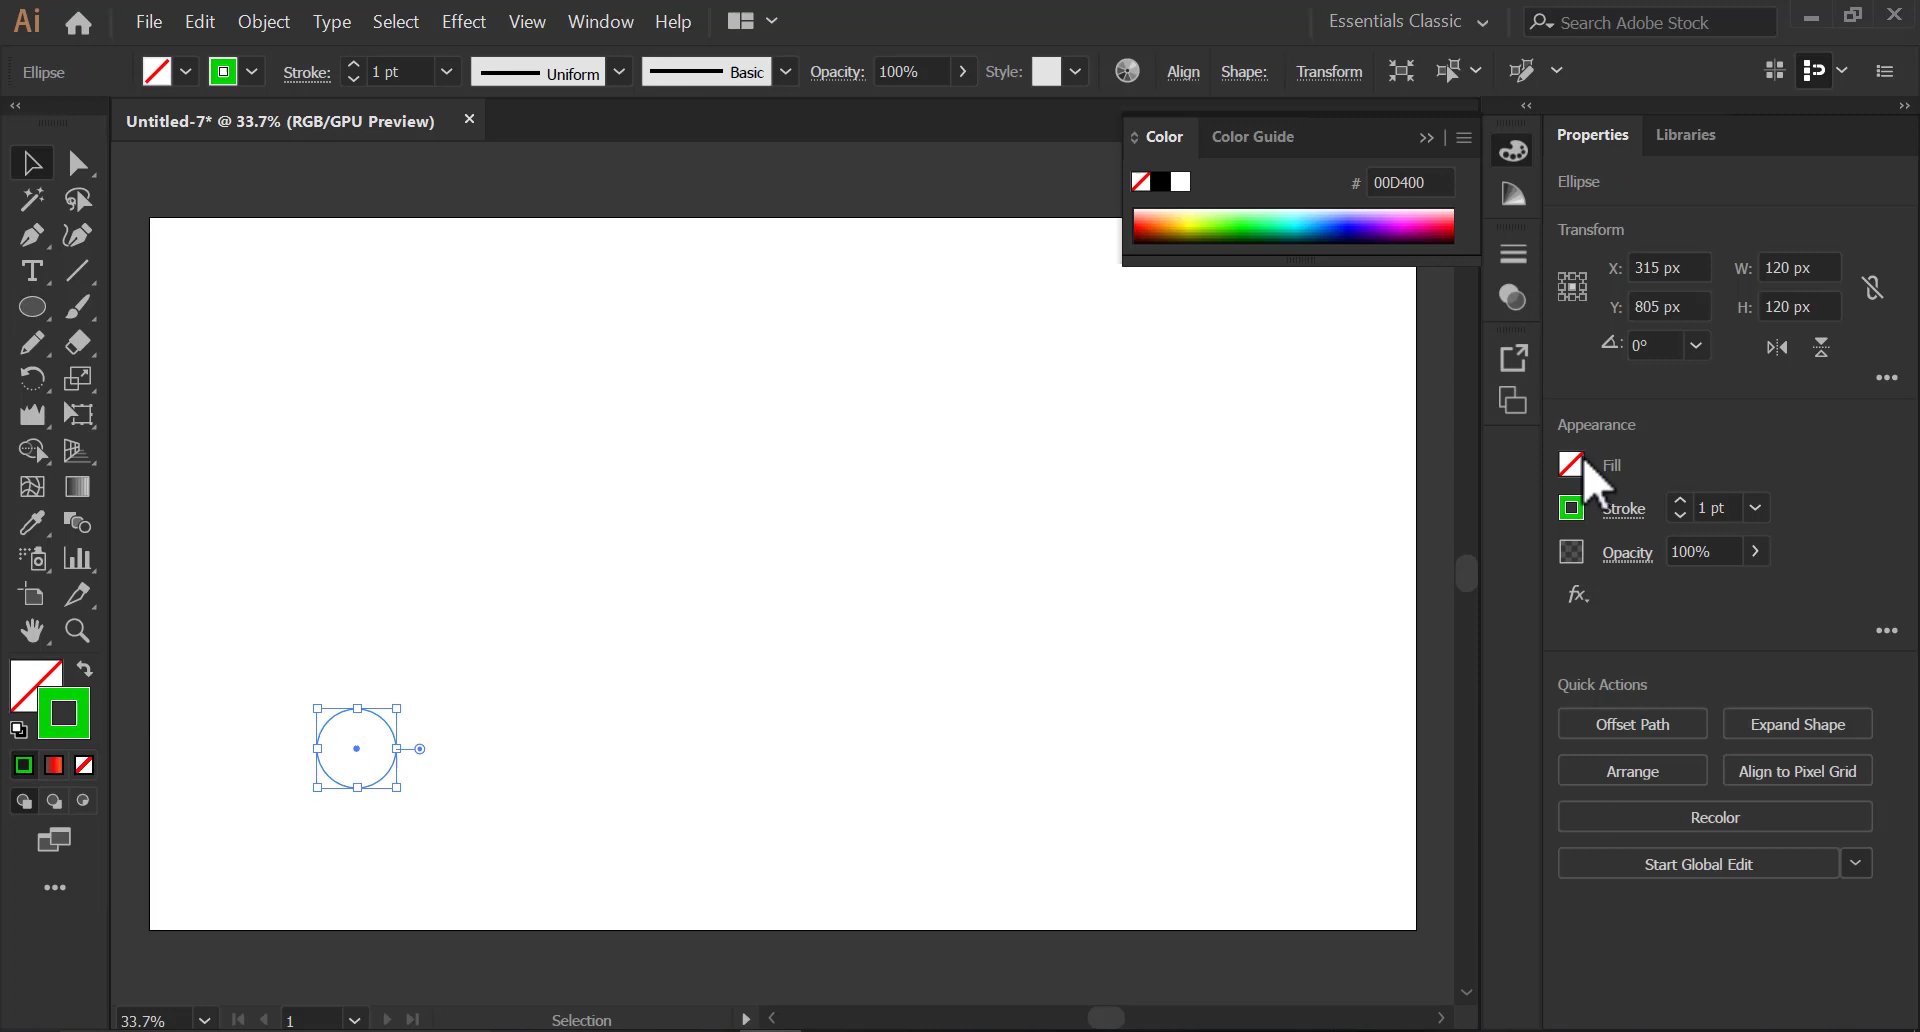 Ai File Edit Object Type Select Effect View Window Help Essentials Classic Search Adobe Stock
Ellipse Stroke: 1 pt Uniform Basic Opacity: 100% Style: Align Shape: Transform
Untitled-7* @ 33.7% (RGB/GPU Preview)
Color Color Guide
# 00D400
Properties Libraries
Ellipse
Transform
X: 315 px W: 120 px
Y: 805 px H: 120 px
0°
Appearance
Fill
Stroke 1 pt
Opacity 100%
fx
Quick Actions
Offset Path Expand Shape
Arrange Align to Pixel Grid
Recolor
Start Global Edit
33.7% 1 Selection